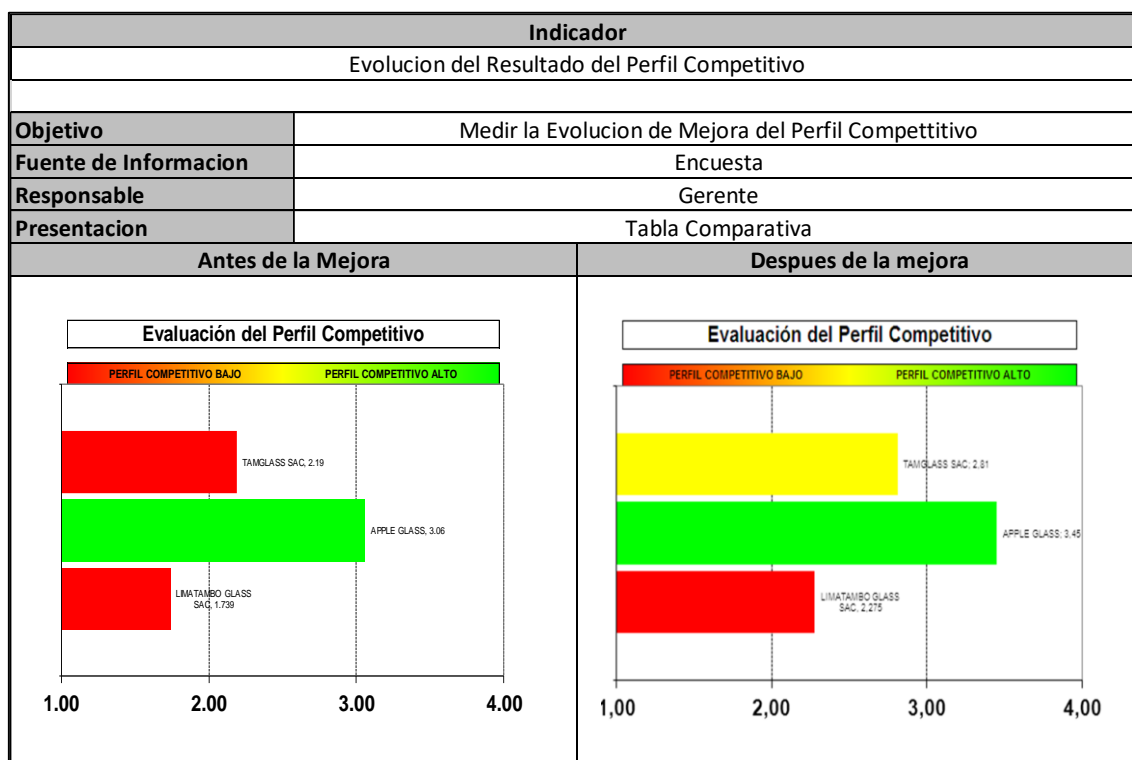 Indicador
Evolucion del Resultado del Perfil Competitivo
Objetivo Medir la Evolucion de Mejora del Perfil Compettitivo
Fuente de Informacion Encuesta
Responsable Gerente
Presentacion Tabla Comparativa
Antes de la Mejora Despues de la mejora
Evaluación del Perfil Competitivo
PERFIL COMPETITIVO BAJO PERFIL COMPETITIVO ALTO
TAMGLASS SAC, 2.19
APPLE GLASS, 3.06
LIMATAMBO GLASS
SAC, 1.739
1.00 2.00 3.00 4.00
Evaluación del Perfil Competitivo
PERFIL COMPETITIVO BAJO PERFIL COMPETITIVO ALTO
TAMGLASS SAC; 2,81
APPLE GLASS; 3,45
LIMATAMBO GLASS
SAC; 2,275
1,00 2,00 3,00 4,00